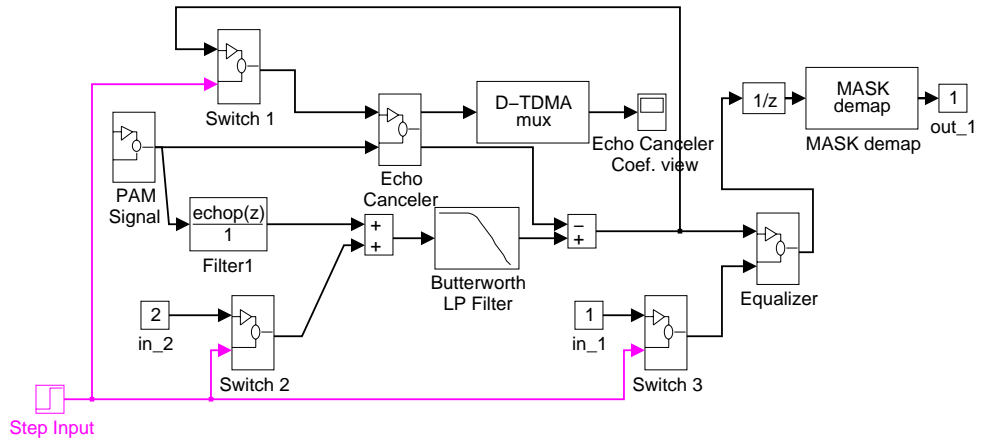 Switch 1
D−TDMA
mux
Echo Canceler
Coef. view
1/z
MASK
demap
MASK demap
1
out_1
PAM
Signal
Echo
Canceler
echop(z)
1
Filter1
+
+
Butterworth
LP Filter
−
+
Equalizer
2
in_2
Switch 2
1
in_1
Switch 3
Step Input